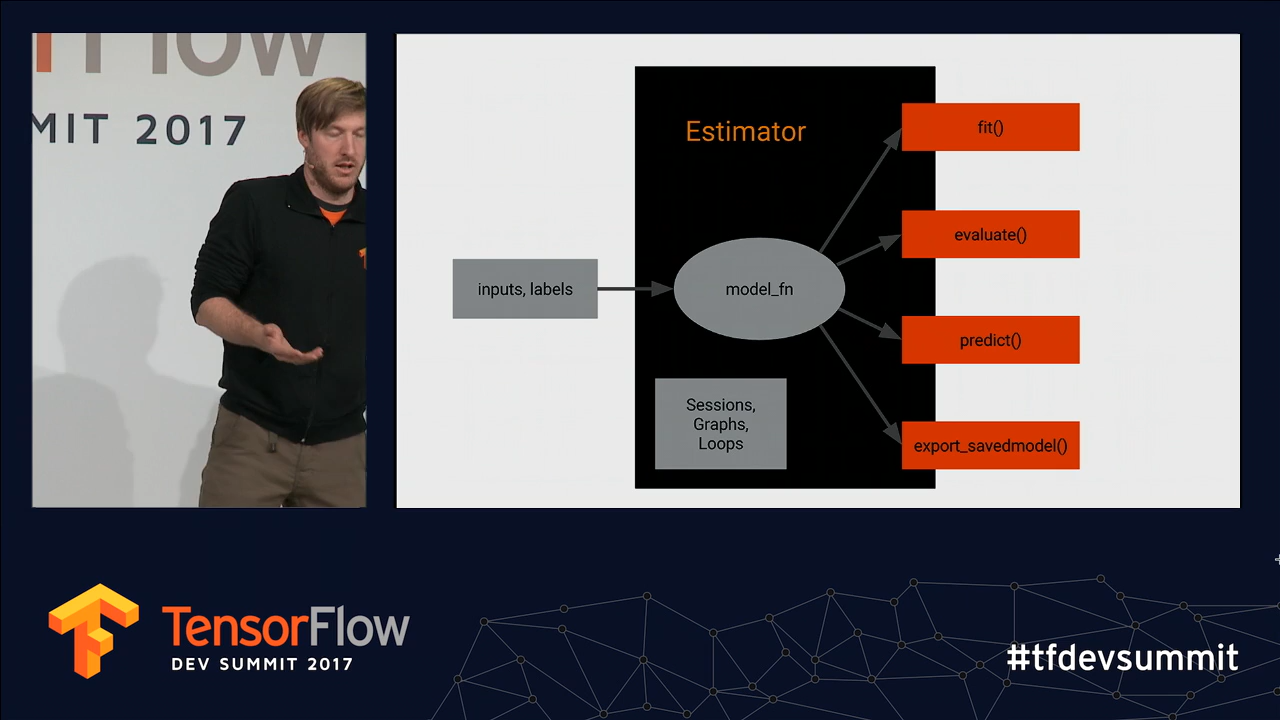 MIT 2017
Estimator
inputs, labels
model_fn
Sessions,
Graphs,
Loops
fit()
evaluate()
predict()
export_savedmodel()
TensorFlow
DEV SUMMIT 2017
#tfdevsummit